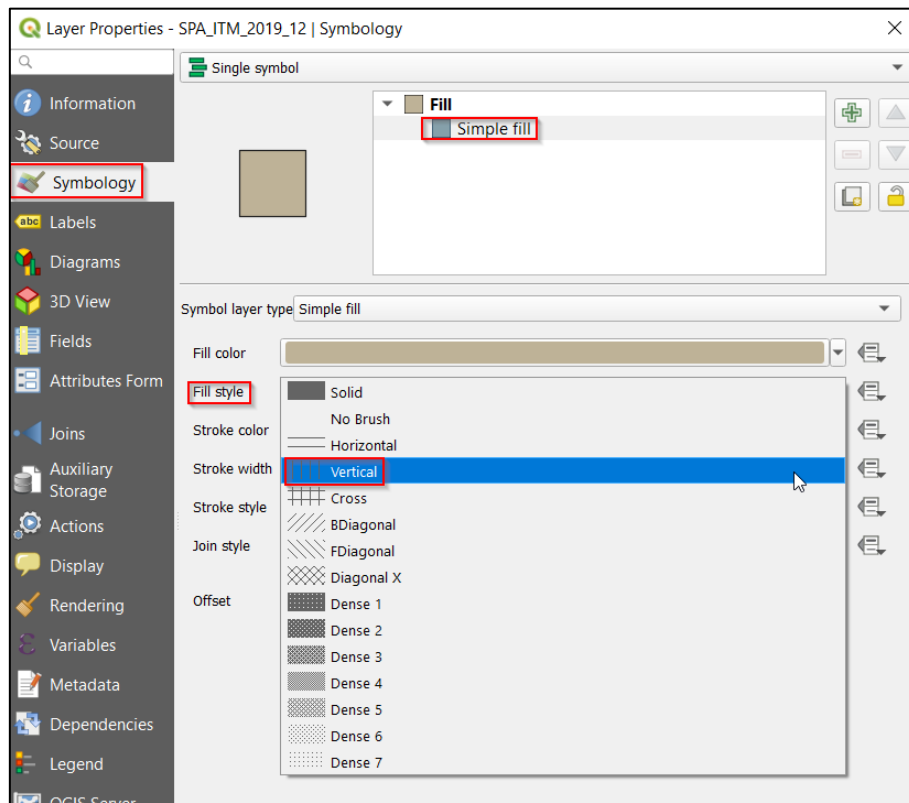 Layer Properties - SPA_ITM_2019_12 | Symbology
Single symbol
Information
Source
Symbology
abc Labels
Diagrams
3D View
Fields
Attributes Form
Joins
Auxiliary
Storage
Actions
Display
Rendering
Variables
Metadata
Dependencies
Legend
QGIS Server
Fill
Simple fill
Symbol layer type Simple fill
Fill color
Fill style
Stroke color
Stroke width
Stroke style
Join style
Offset
Solid
No Brush
Horizontal
Vertical
Cross
BDiagonal
FDiagonal
Diagonal X
Dense 1
Dense 2
Dense 3
Dense 4
Dense 5
Dense 6
Dense 7